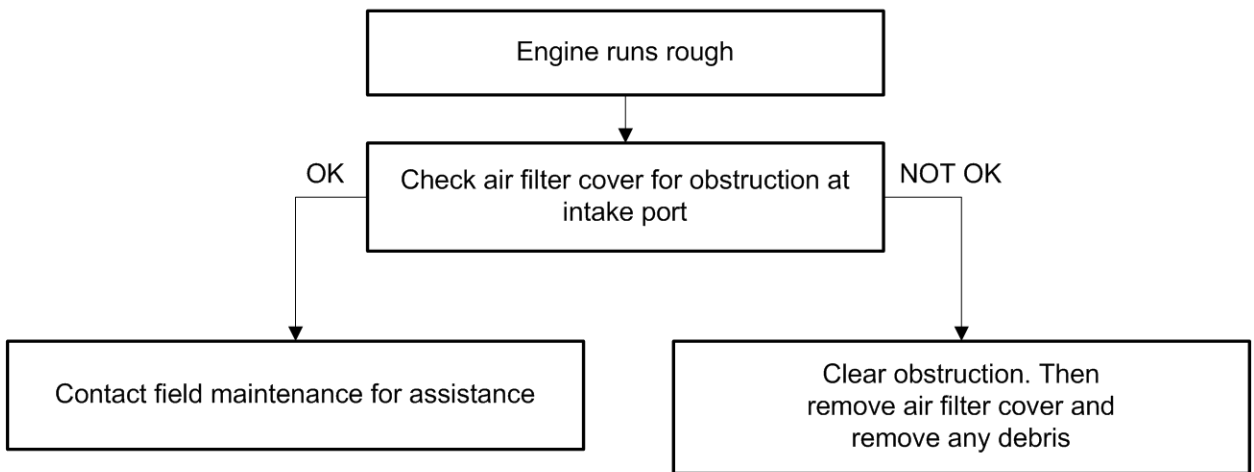 Engine runs rough
OK
Check air filter cover for obstruction at
intake port
NOT OK
Contact field maintenance for assistance
Clear obstruction. Then
remove air filter cover and
remove any debris